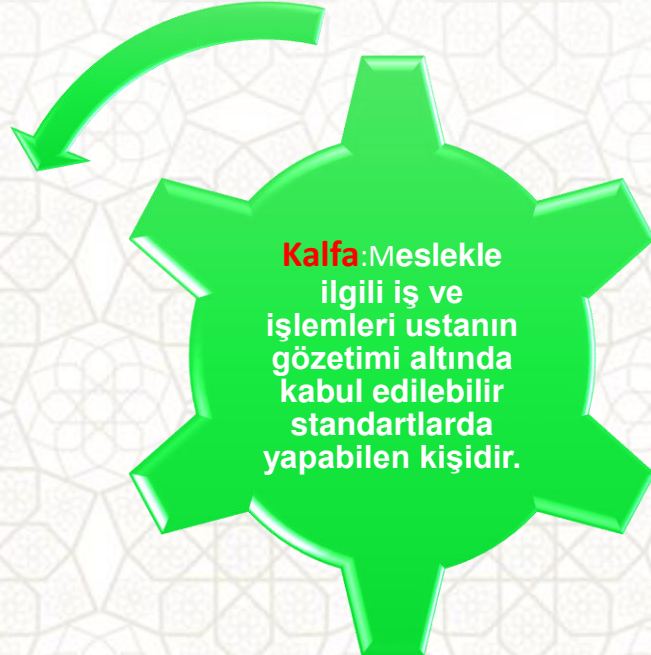 Kalfa:Meslekle
ilgili iş ve
işlemleri ustanın
gözetimi altında
kabul edilebilir
standartlarda
yapabilen kişidir.